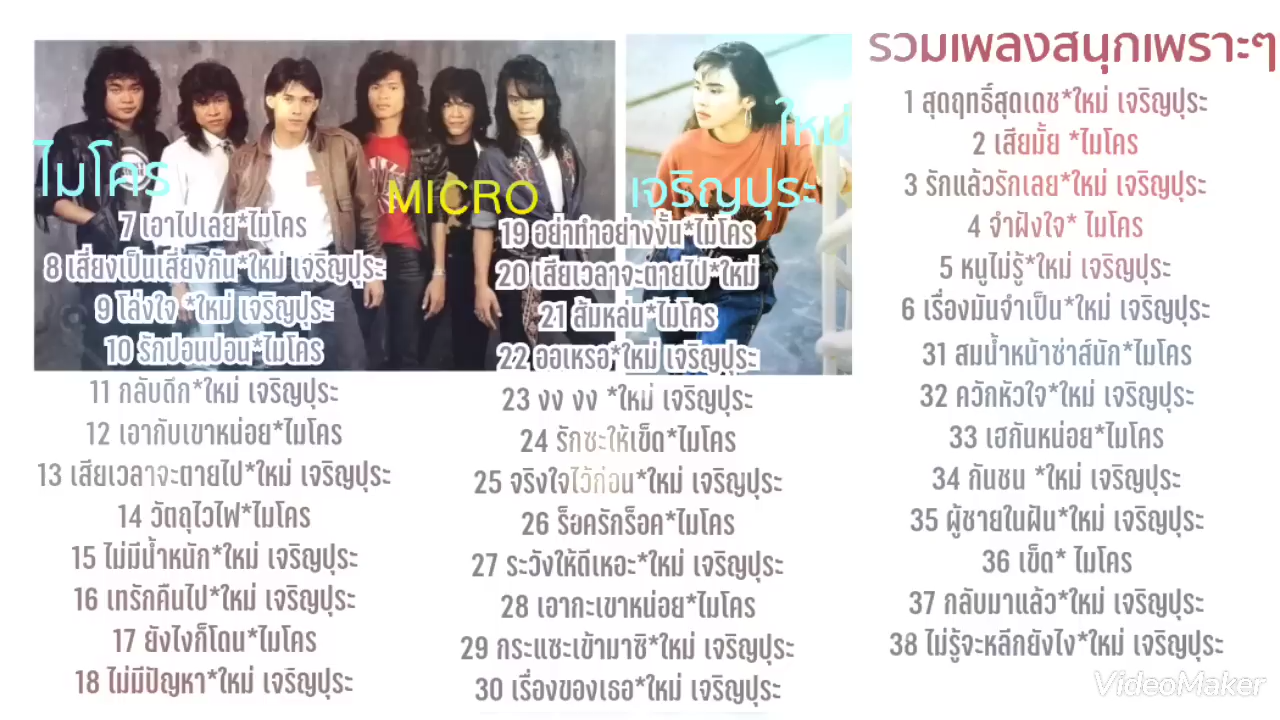 รวมเพลงสนุกเพราะๆ
1 สุดฤทธิ์สุดเดช*ใหม่ เจริญปุระ
2 เสียมั้ย *ไมโคร
3 รักแล้วรักเลย*ใหม่ เจริญปุระ
4 จำฝังใจ* ไมโคร
5 หนูไม่รู้*ใหม่ เจริญปุระ
6 เรื่องมันจำเป็น*ใหม่ เจริญปุระ
ไมโคร
MICRO
ใหม่
เจริญปุระ
7 เอาไปเลย*ไมโคร
8 เสี่ยงเป็นเสี่ยงกัน*ใหม่ เจริญปุระ
9 โล่งใจ *ใหม่ เจริญปุระ
10 รักปอนปอน*ไมโคร
11 กลับดึก*ใหม่ เจริญปุระ
12 เอากับเขาหน่อย*ไมโคร
13 เสียเวลาจะตายไป*ใหม่ เจริญปุระ
14 วัตถุไวไฟ*ไมโคร
15 ไม่มีน้ำหนัก*ใหม่ เจริญปุระ
16 เทรักคืนไป*ใหม่ เจริญปุระ
17 ยังไงก็โดน*ไมโคร
18 ไม่มีปัญหา*ใหม่ เจริญปุระ
19 อย่าทำอย่างงั้น*ไมโคร
20 เสียเวลาจะตายไป*ใหม่
21 ส้มหล่น*ไมโคร
22 ออเหรอ*ใหม่ เจริญปุระ
23 งง งง *ใหม่ เจริญปุระ
24 รักซะให้เข็ด*ไมโคร
25 จริงใจไว้ก่อน*ใหม่ เจริญปุระ
26 ร็อครักร็อค*ไมโคร
27 ระวังให้ดีเหอะ*ใหม่ เจริญปุระ
28 เอากะเขาหน่อย*ไมโคร
29 กระแซะเข้ามาซิ*ใหม่ เจริญปุระ
30 เรื่องของเธอ*ใหม่ เจริญปุระ
31 สมน้ำหน้าซ่าส์นัก*ไมโคร
32 ควักหัวใจ*ใหม่ เจริญปุระ
33 เฮกันหน่อย*ไมโคร
34 กันชน *ใหม่ เจริญปุระ
35 ผู้ชายในฝัน*ใหม่ เจริญปุระ
36 เข็ด* ไมโคร
37 กลับมาแล้ว*ใหม่ เจริญปุระ
38 ไม่รู้จะหลีกยังไง*ใหม่ เจริญปุระ
VideoMaker